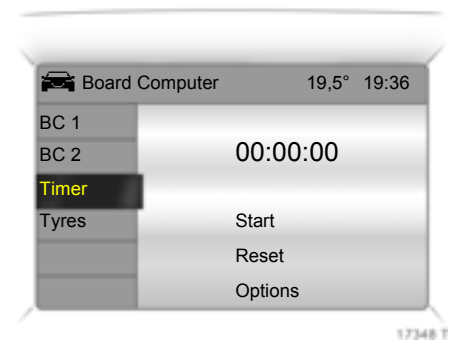 Board Computer 19,5° 19:36
BC 1
BC 2
00:00:00
Timer
Tyres
Start
Reset
Options
17348 T